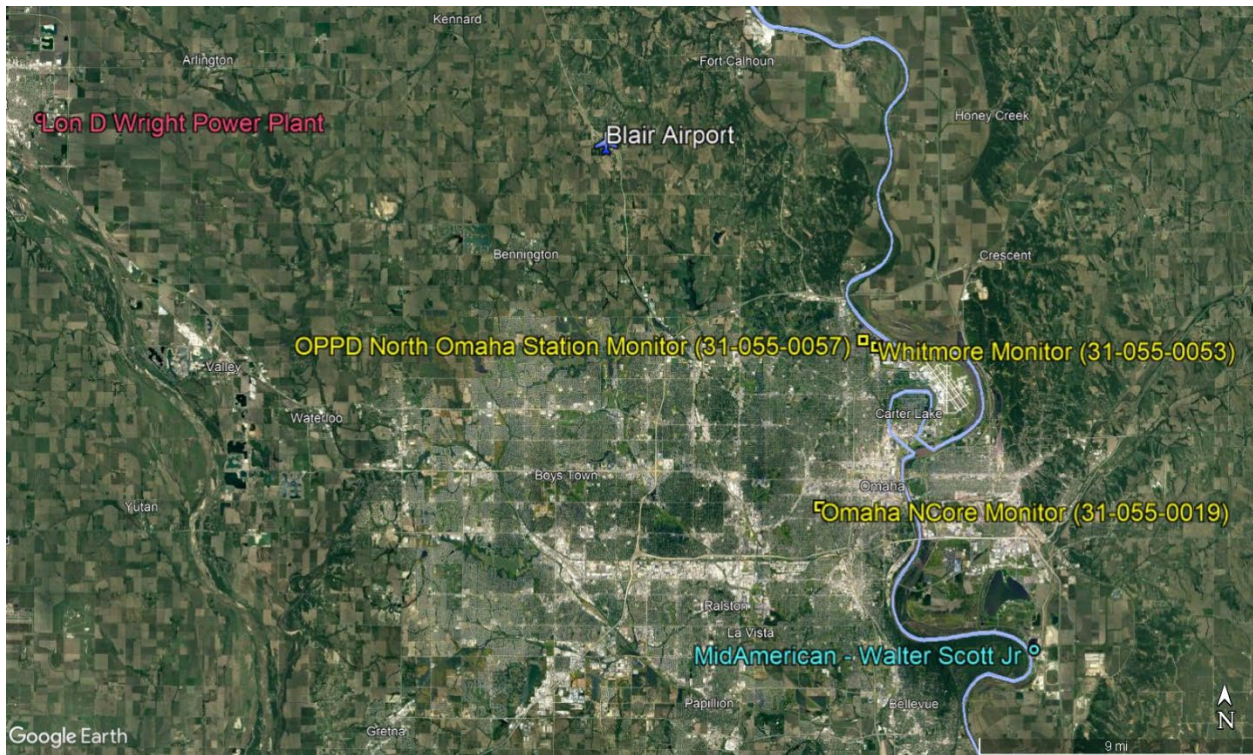 Kennard
Arlington
Fort Calhoun
Lon D Wright Power Plant
Honey Creek
Blair Airport
Bennington
Crescent
OPPD North Omaha Station Monitor (31-055-0057)
Whitmore Monitor (31-055-0053)
Valley
Waterloo
Carter Lake
Boys Town
Omaha
Yutan
Omaha NCore Monitor (31-055-0019)
Ralston
La Vista
MidAmerican - Walter Scott Jr
Papillion
Bellevue
Gretna
N
Google Earth
9 mi